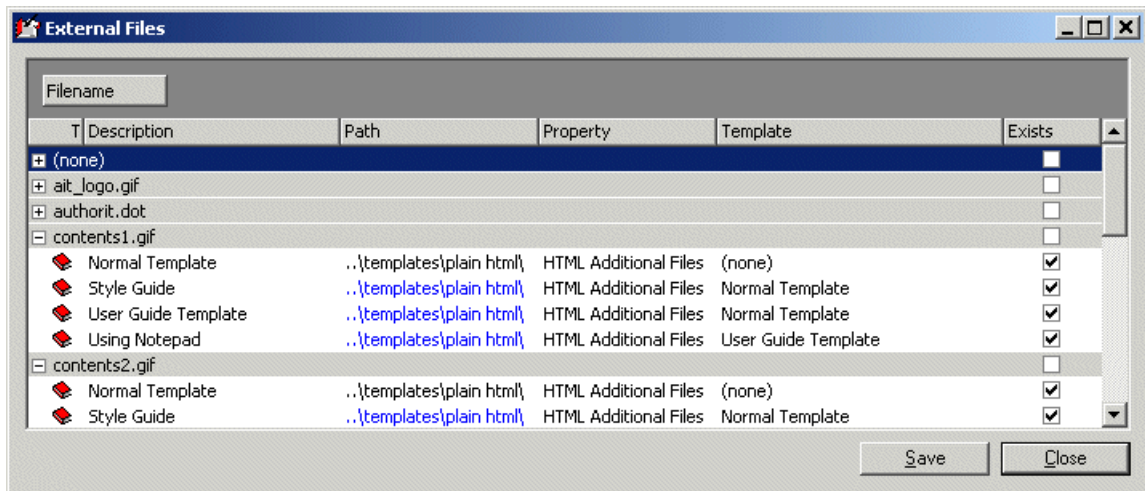 External Files
Filename
T Description Path Property Template Exists
(none)
ait_logo.gif
authorit.dot
contents1.gif
Normal Template ..\templates\plain html\ HTML Additional Files (none)
Style Guide ..\templates\plain html\ HTML Additional Files Normal Template
User Guide Template ..\templates\plain html\ HTML Additional Files Normal Template
Using Notepad ..\templates\plain html\ HTML Additional Files User Guide Template
contents2.gif
Normal Template ..\templates\plain html\ HTML Additional Files (none)
Style Guide ..\templates\plain html\ HTML Additional Files Normal Template
Save Close